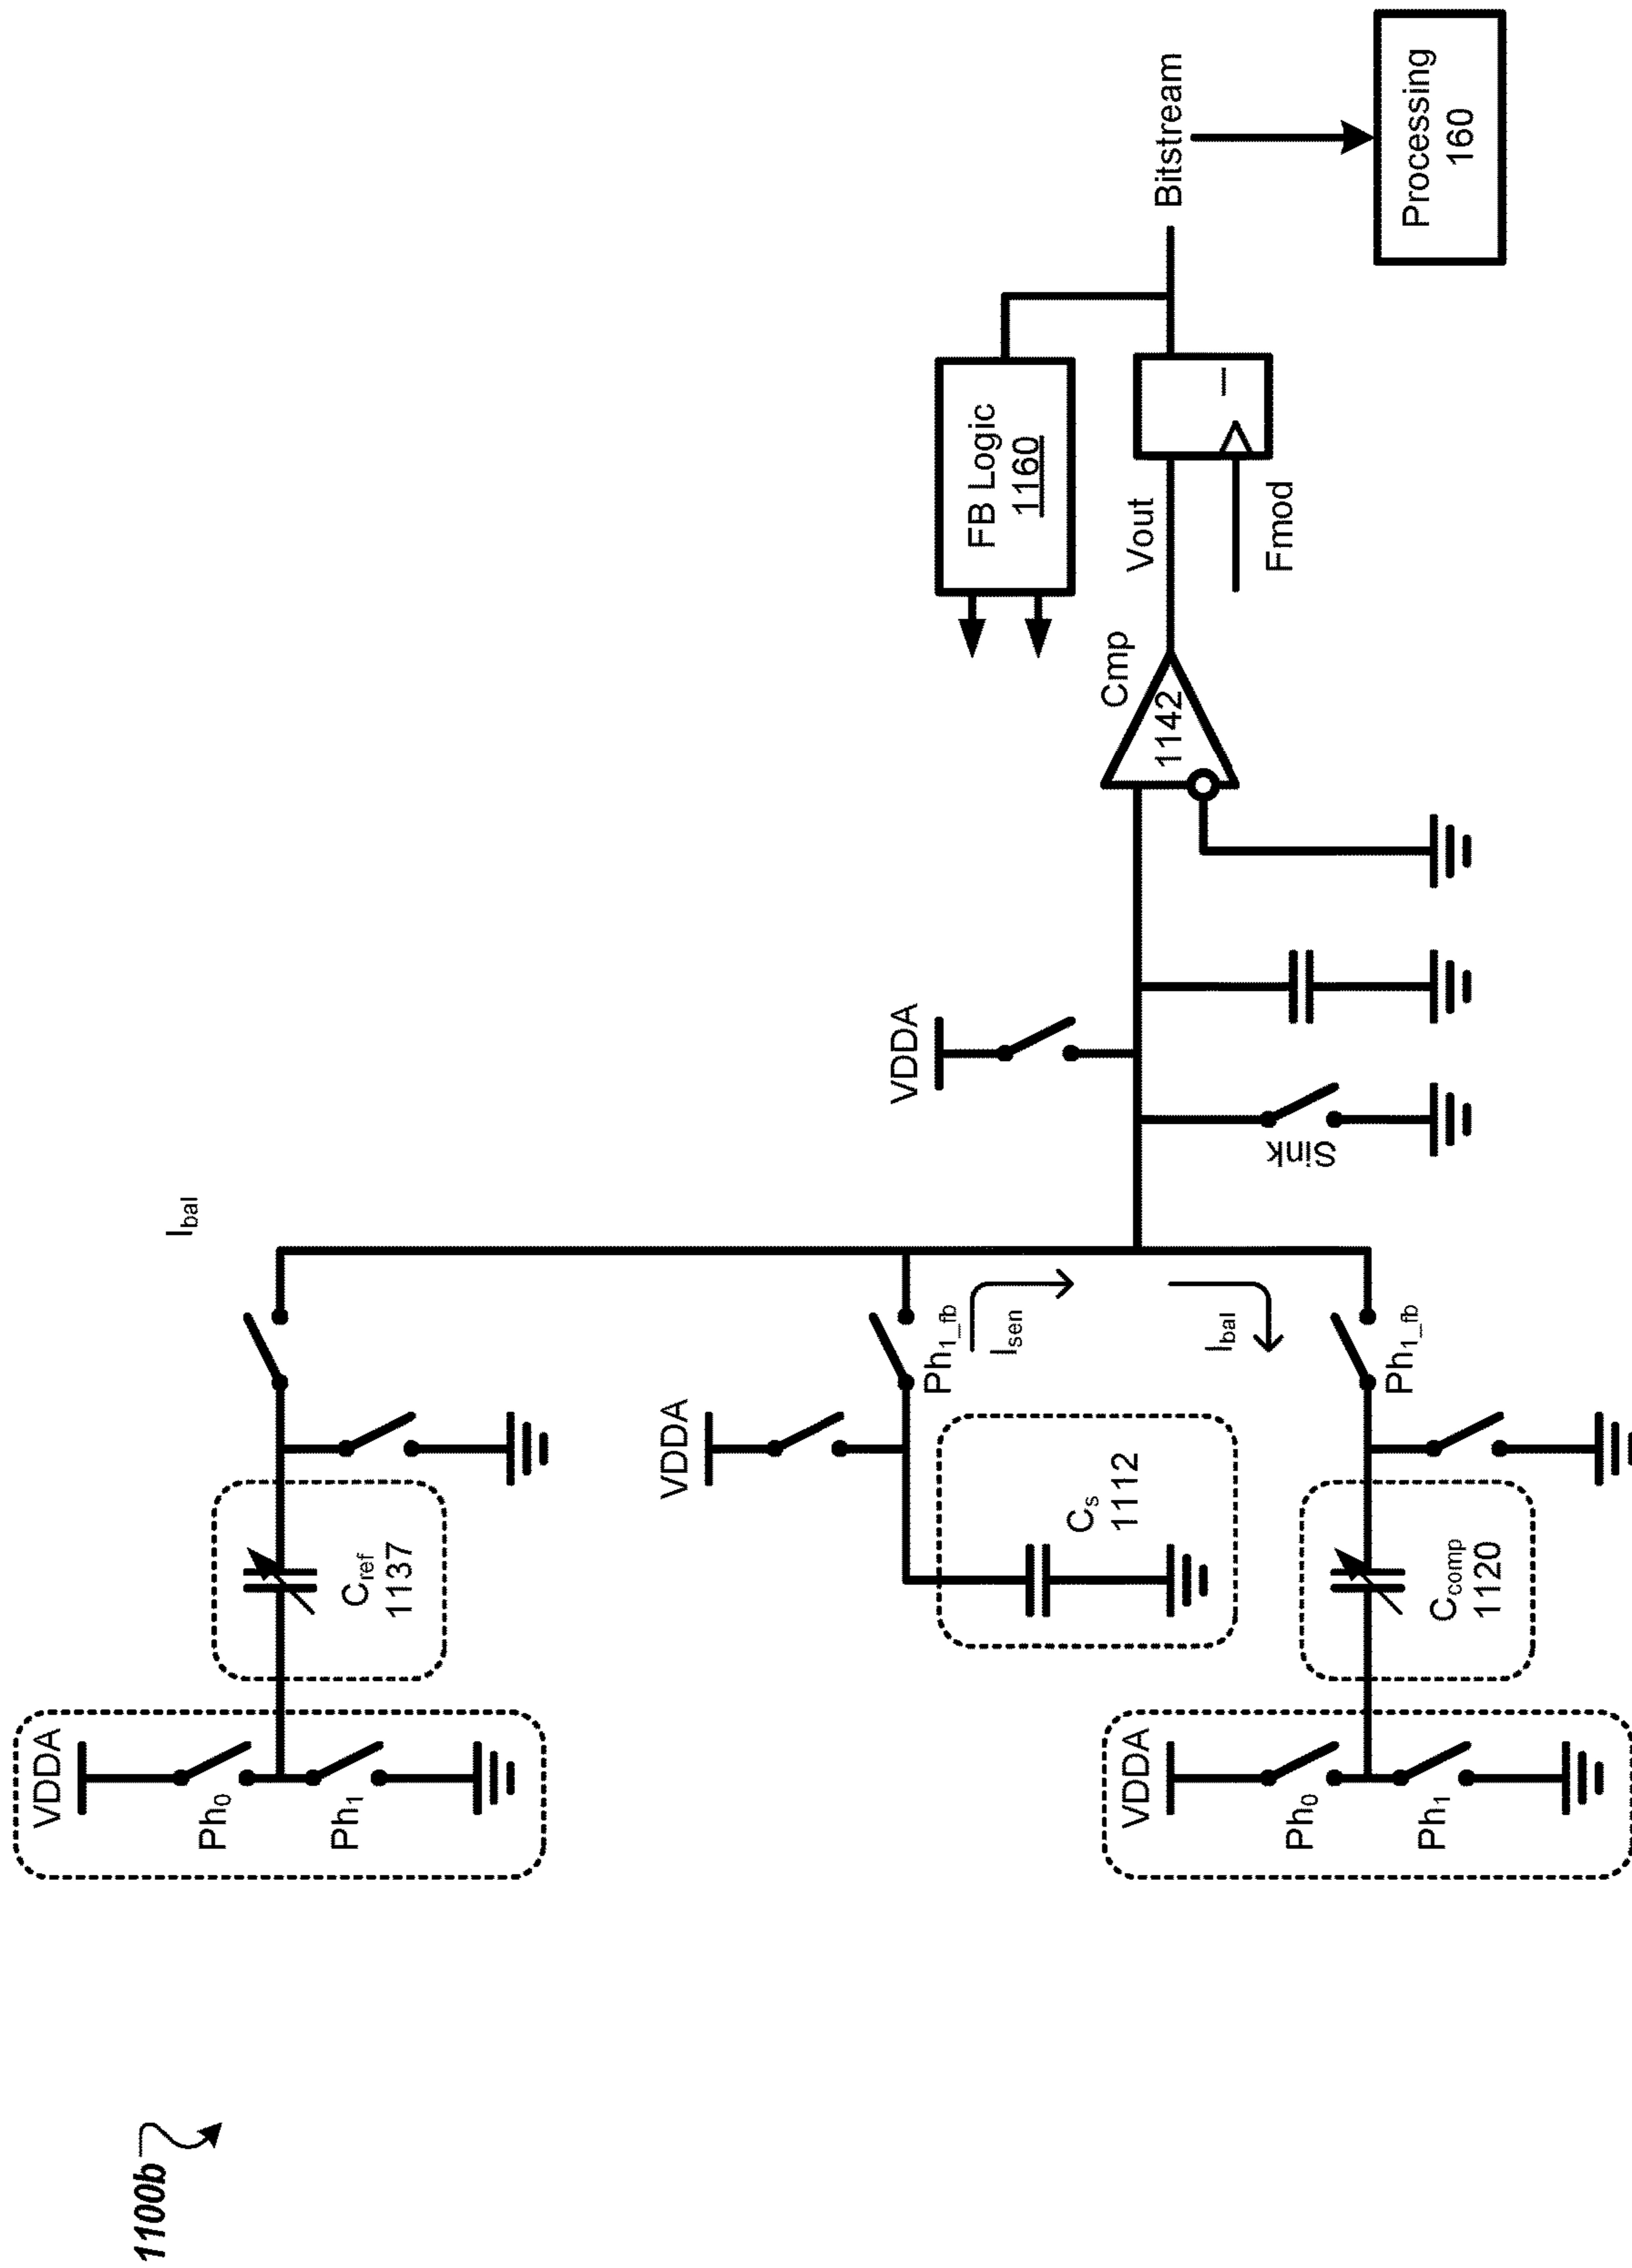 1100b
VDDA
Ph0
Ph1
Cref
1137
Ibal
VDDA
Cs
1112
Ph1_fb
Isen
Ibal
VDDA
Ph0
Ph1
Ccomp
1120
Ph1_fb
VDDA
Sink
Cmp
1142
Vout
Fmod
FB Logic
1160
Bitstream
Processing
160